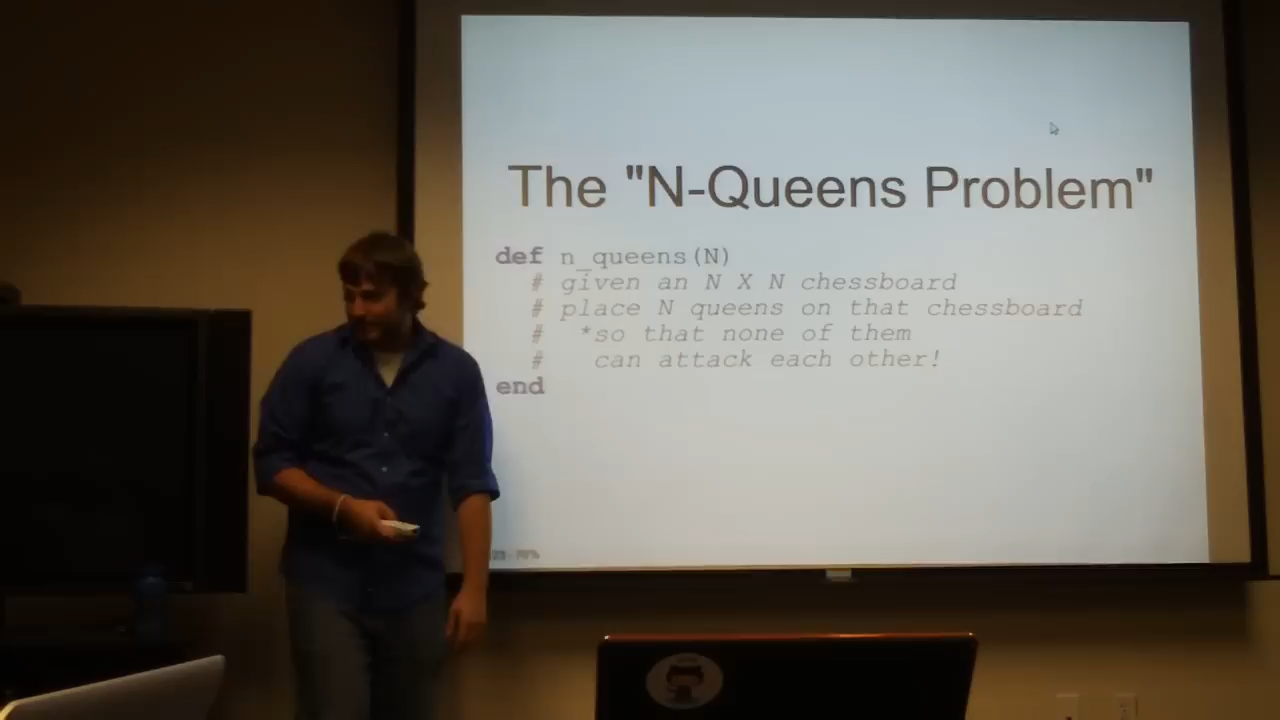 The "N-Queens Problem"
def n_queens(N)
# given an N X N chessboard
# place N queens on that chessboard
# *so that none of them
# can attack each other!
end